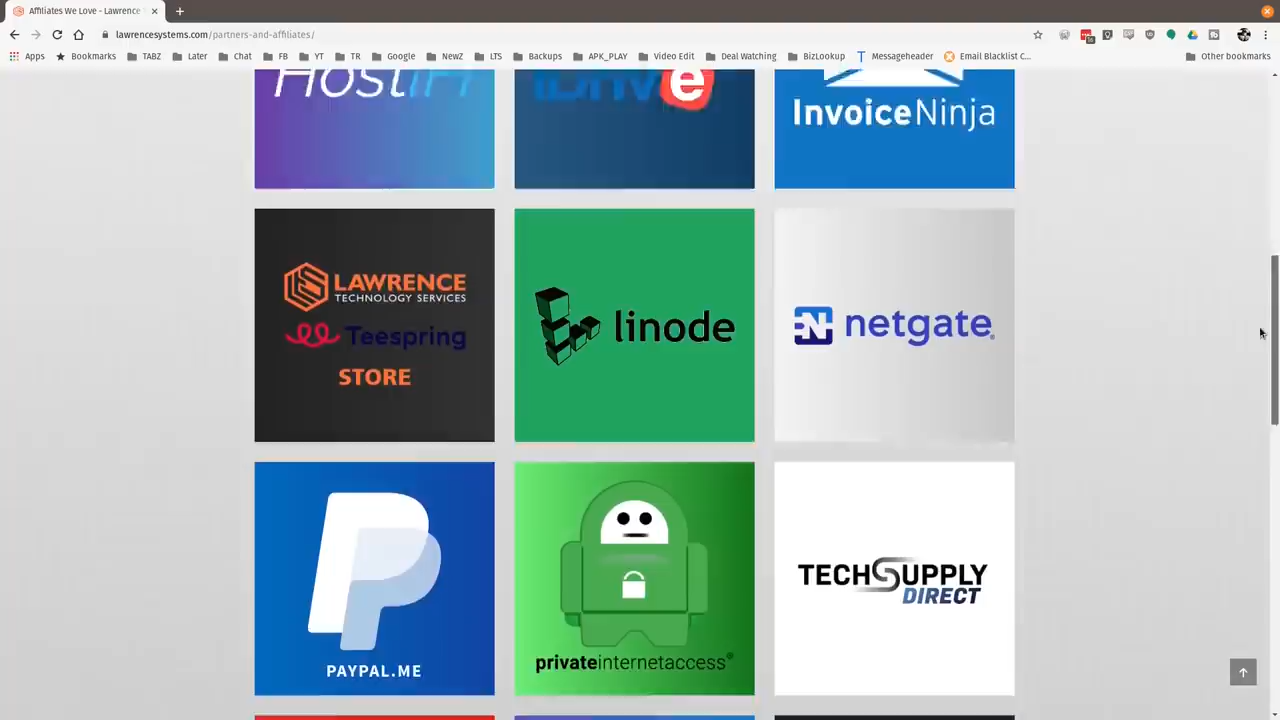 Affiliates We Love - Lawrence
lawrencesystems.com/partners-and-affiliates/
Apps
Bookmarks
TABZ
Later
Chat
FB
YT
TR
Google
NewZ
LTS
Backups
APK_PLAY
Video Edit
Deal Watching
BizLookup
Messageheader
Email Blacklist C...
Other bookmarks
InvoiceNinja
LAWRENCE
TECHNOLOGY SERVICES
Teespring
STORE
linode
netgate
PAYPAL.ME
privateinternetaccess®
TECHSUPPLY
DIRECT